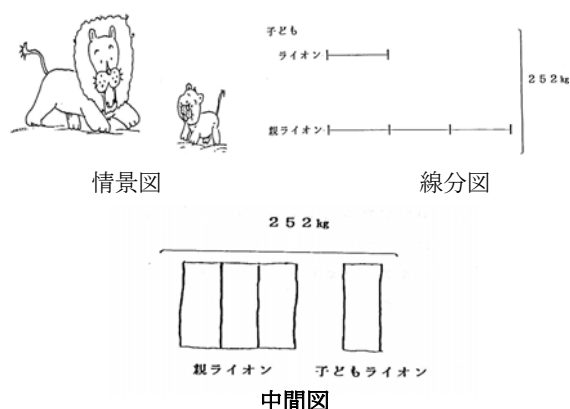 子ども
ライオン
252kg
親ライオン
情景図
線分図
252kg
親ライオン 子どもライオン
中間図